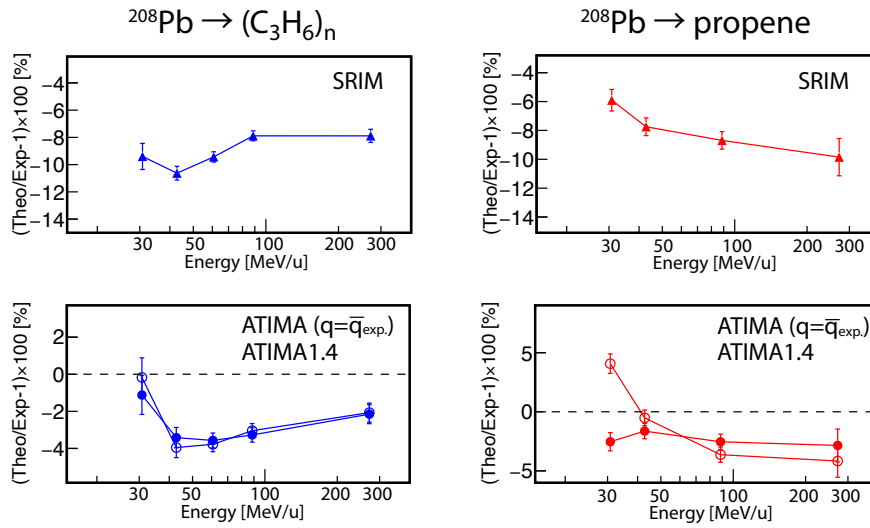 ²⁰⁸Pb → (C₃H₆)ₙ
SRIM
(Theo/Exp-1)×100 [%]
−4
−6
−8
−10
−12
−14
30
50
100
200
300
Energy [MeV/u]
²⁰⁸Pb → propene
SRIM
(Theo/Exp-1)×100 [%]
−4
−6
−8
−10
−12
−14
30
50
100
200
300
Energy [MeV/u]
ATIMA (q=q̅exp.)
ATIMA1.4
(Theo/Exp-1)×100 [%]
2
0
−2
−4
30
50
100
200
300
Energy [MeV/u]
ATIMA (q=q̅exp.)
ATIMA1.4
(Theo/Exp-1)×100 [%]
5
0
−5
30
50
100
200
300
Energy [MeV/u]